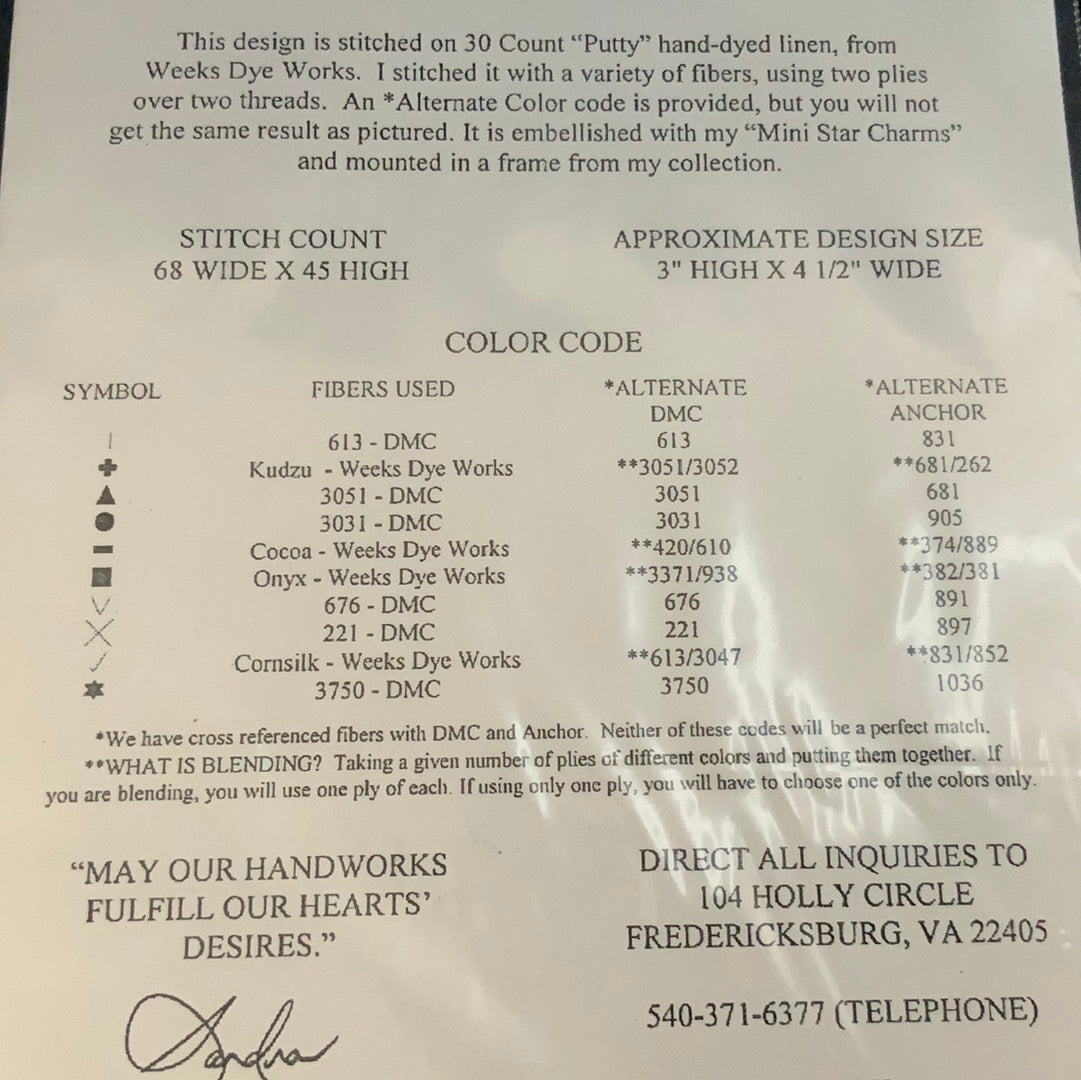 This design is stitched on 30 Count “Putty” hand-dyed linen, from
Weeks Dye Works. I stitched it with a variety of fibers, using two plies
over two threads. An *Alternate Color code is provided, but you will not
get the same result as pictured. It is embellished with my “Mini Star Charms”
and mounted in a frame from my collection.
STITCH COUNT
68 WIDE X 45 HIGH
APPROXIMATE DESIGN SIZE
3" HIGH X 4 1/2" WIDE
COLOR CODE
SYMBOL FIBERS USED *ALTERNATE DMC *ALTERNATE ANCHOR
613 - DMC 613 831
Kudzu - Weeks Dye Works **3051/3052 **681/262
3051 - DMC 3051 681
3031 - DMC 3031 905
Cocoa - Weeks Dye Works **420/610 **374/889
Onyx - Weeks Dye Works **3371/938 **382/381
676 - DMC 676 891
221 - DMC 221 897
Cornsilk - Weeks Dye Works **613/3047 **831/852
3750 - DMC 3750 1036
*We have cross referenced fibers with DMC and Anchor. Neither of these codes will be a perfect match.
**WHAT IS BLENDING? Taking a given number of plies of different colors and putting them together. If
you are blending, you will use one ply of each. If using only one ply, you will have to choose one of the colors only.
“MAY OUR HANDWORKS
FULFILL OUR HEARTS’
DESIRES.”
Sandra
DIRECT ALL INQUIRIES TO
104 HOLLY CIRCLE
FREDERICKSBURG, VA 22405
540-371-6377 (TELEPHONE)